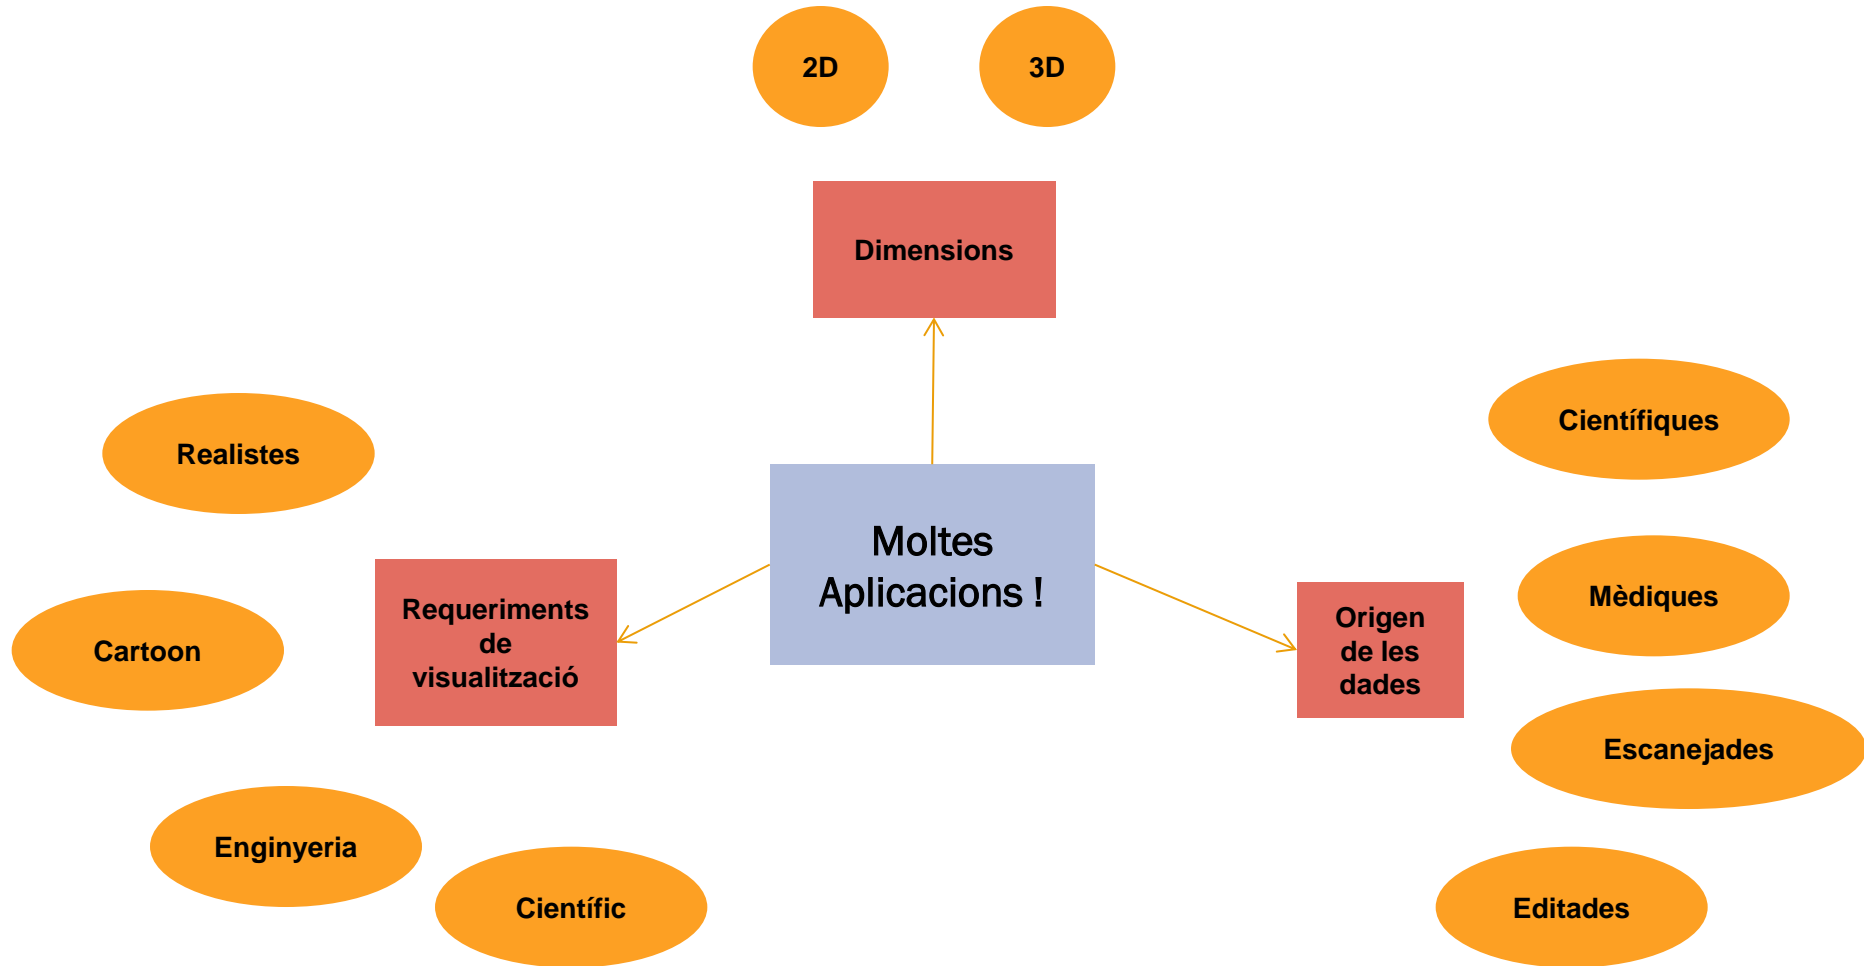 2D
3D
Dimensions
Científiques
Realistes
Moltes
Aplicacions !
Mèdiques
Requeriments
de
visualització
Origen
de les
dades
Cartoon
Escanejades
Enginyeria
Científic
Editades